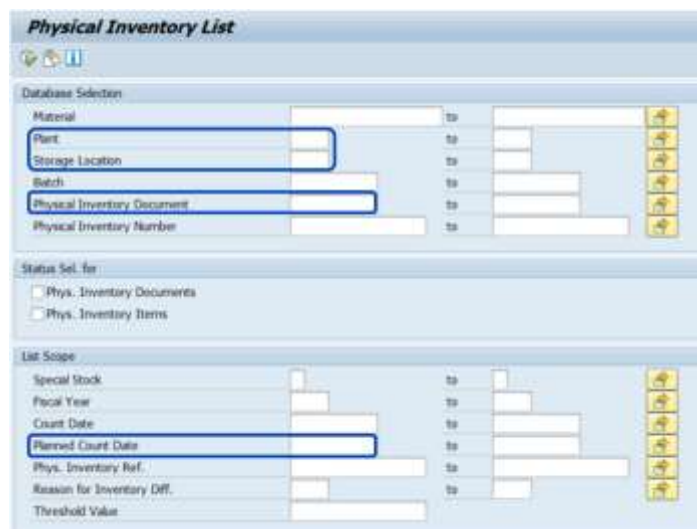 Physical Inventory List
Database Selection
Material to
Plant to
Storage Location to
Batch to
Physical Inventory Document to
Physical Inventory Number to
Status Sel. for
Phys. Inventory Documents
Phys. Inventory Items
List Scope
Special Stock to
Fiscal Year to
Count Date to
Planned Count Date to
Phys. Inventory Ref. to
Reason for Inventory Diff. to
Threshold Value